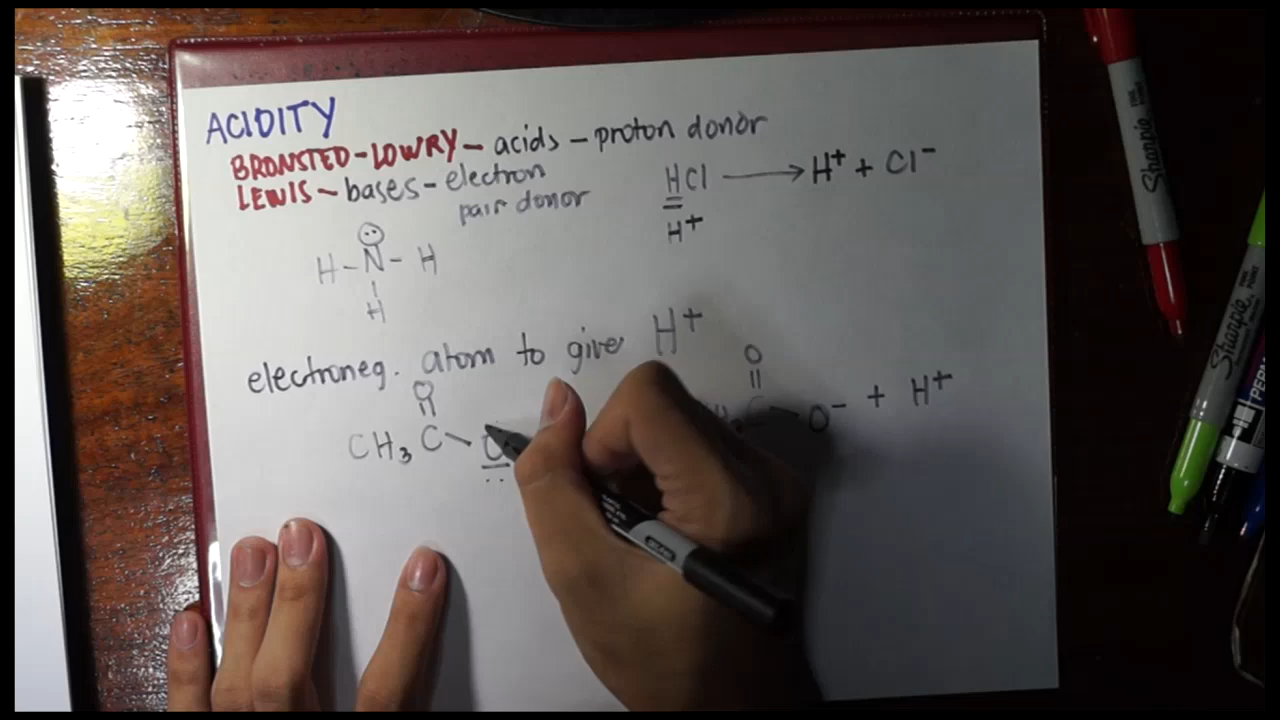 ACIDITY
BRONSTED-LOWRY - acids - proton donor
LEWIS - bases - electron
pair donor
HCl ⟶ H⁺ + Cl⁻
H⁺
H - N - H
H
electroneg. atom to give H⁺
O
O
CH₃ C
O⁻ + H⁺
Sharpie
Sharpie